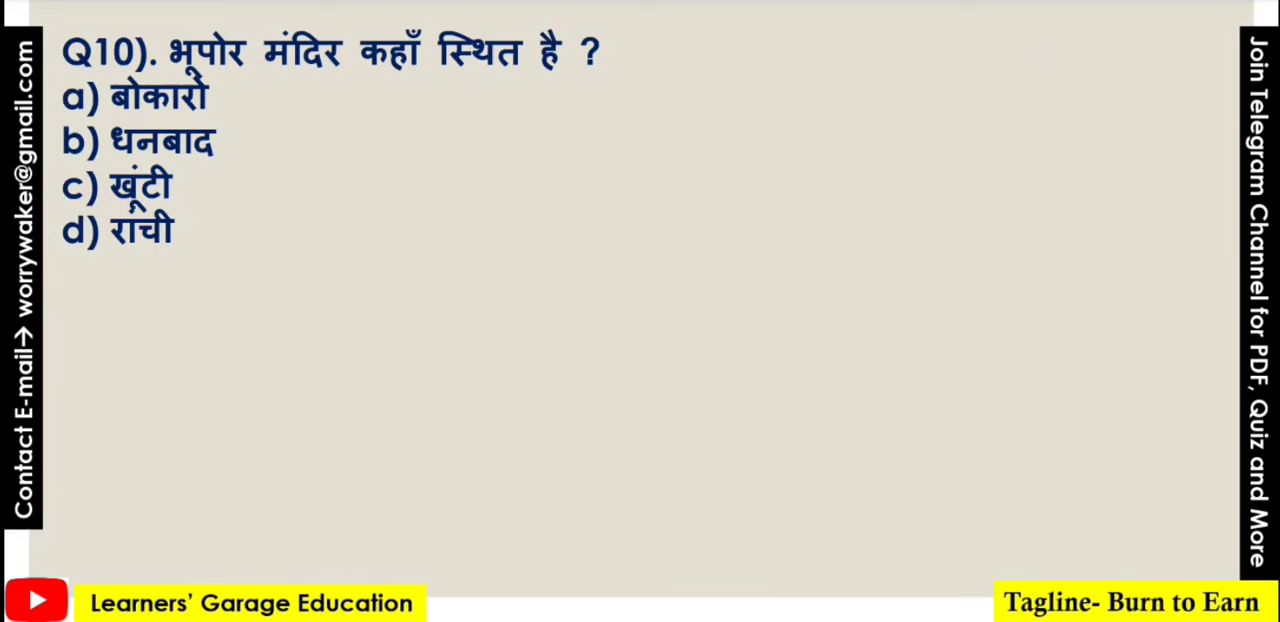 Q10). भूपोर मंदिर कहाँ स्थित है ?
a) बोकारो
b) धनबाद
c) खूंटी
d) रांची
Contact E-mail→ worrywaker@gmail.com
Join Telegram Channel for PDF, Quiz and More
Learners’ Garage Education
Tagline- Burn to Earn